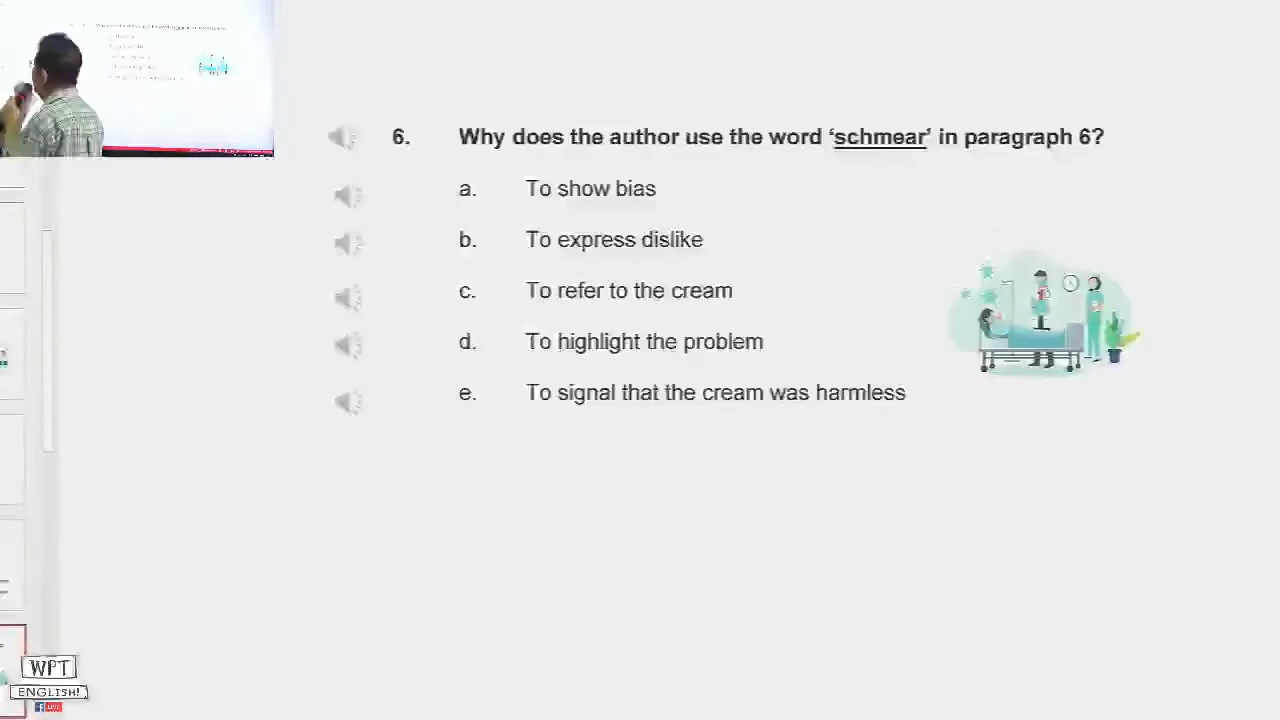 6. Why does the author use the word ‘schmear’ in paragraph 6?
a. To show bias
b. To express dislike
c. To refer to the cream
d. To highlight the problem
e. To signal that the cream was harmless
WPT
ENGLISH!
LIVE